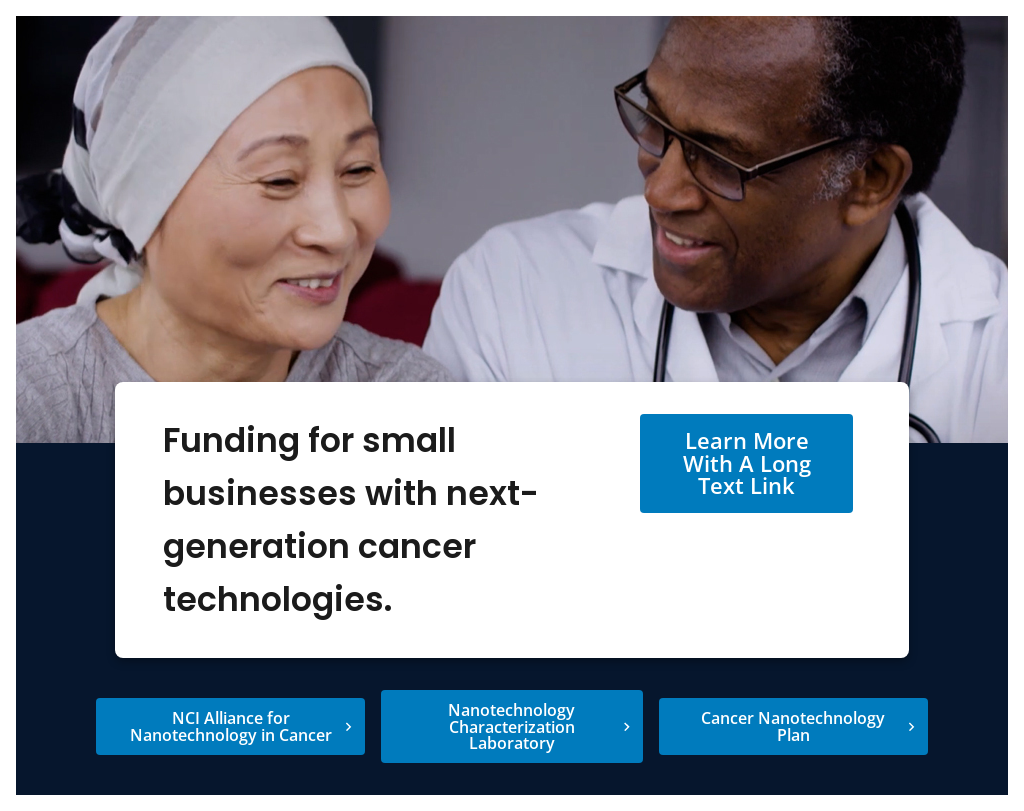 Funding for small
businesses with next-
generation cancer
technologies.
Learn More
With A Long
Text Link
NCI Alliance for
Nanotechnology in Cancer
Nanotechnology
Characterization
Laboratory
Cancer Nanotechnology
Plan